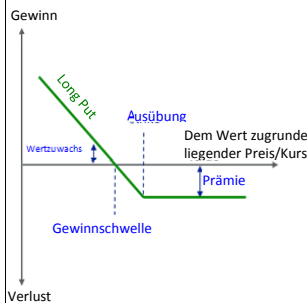 Gewinn
Long Put
Ausübung
Dem Wert zugrunde
liegender Preis/Kurs
Wertzuwachs
Prämie
Gewinnschwelle
Verlust